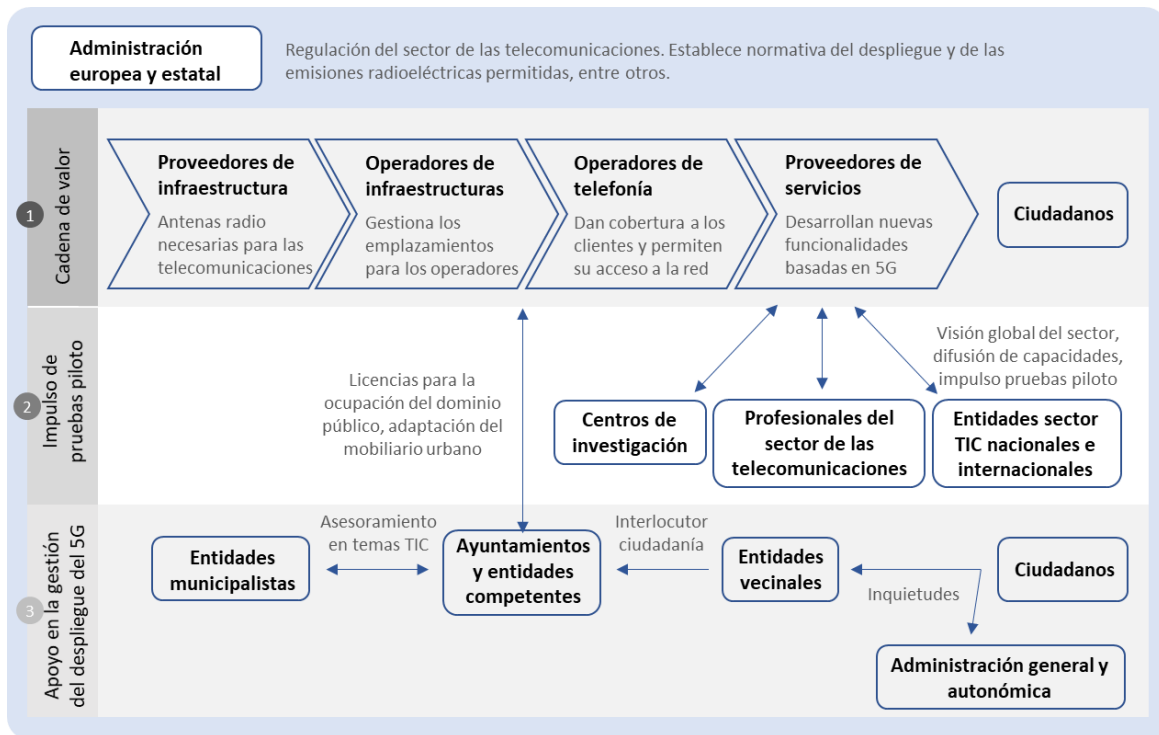 Administración
europea y estatal
Regulación del sector de las telecomunicaciones. Establece normativa del despliegue y de las
emisiones radioeléctricas permitidas, entre otros.
1
Cadena de valor
Proveedores de
infraestructura
Antenas radio
necesarias para las
telecomunicaciones
Operadores de
infraestructuras
Gestiona los
emplazamientos
para los operadores
Operadores de
telefonía
Dan cobertura a los
clientes y permiten
su acceso a la red
Proveedores de
servicios
Desarrollan nuevas
funcionalidades
basadas en 5G
Ciudadanos
2
Impulso de
pruebas piloto
Licencias para la
ocupación del dominio
público, adaptación del
mobiliario urbano
Centros de
investigación
Profesionales del
sector de las
telecomunicaciones
Visión global del sector,
difusión de capacidades,
impulso pruebas piloto
Entidades sector
TIC nacionales e
internacionales
3
Apoyo en la gestión
del despliegue del 5G
Entidades
municipalistas
Asesoramiento
en temas TIC
Ayuntamientos
y entidades
competentes
Interlocutor
ciudadanía
Entidades
vecinales
Inquietudes
Ciudadanos
Administración general y
autonómica